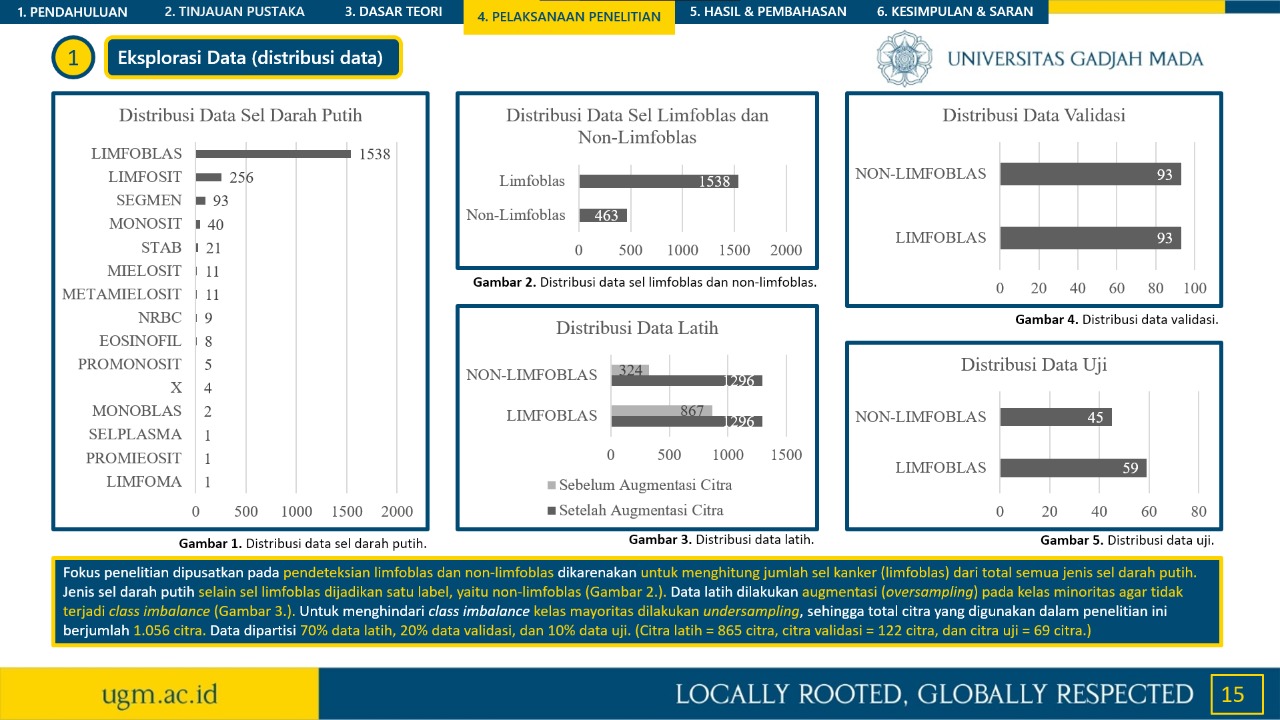 1. PENDAHULUAN
2. TINJAUAN PUSTAKA
3. DASAR TEORI
4. PELAKSANAAN PENELITIAN
5. HASIL & PEMBAHASAN
6. KESIMPULAN & SARAN
1
Eksplorasi Data (distribusi data)
UNIVERSITAS GADJAH MADA
Distribusi Data Sel Darah Putih
LIMFOBLAS 1538
LIMFOSIT 256
SEGMEN 93
MONOSIT 40
STAB 21
MIELOSIT 11
METAMIELOSIT 11
NRBC 9
EOSINOFIL 8
PROMONOSIT 5
X 4
MONOBLAS 2
SELPLASMA 1
PROMIEOSIT 1
LIMFOMA 1
0 500 1000 1500 2000
Gambar 1. Distribusi data sel darah putih.
Distribusi Data Sel Limfoblas dan
Non-Limfoblas
Limfoblas 1538
Non-Limfoblas 463
0 500 1000 1500 2000
Gambar 2. Distribusi data sel limfoblas dan non-limfoblas.
Distribusi Data Latih
NON-LIMFOBLAS 324 1296
LIMFOBLAS 867 1296
0 500 1000 1500
Sebelum Augmentasi Citra
Setelah Augmentasi Citra
Gambar 3. Distribusi data latih.
Distribusi Data Validasi
NON-LIMFOBLAS 93
LIMFOBLAS 93
0 20 40 60 80 100
Gambar 4. Distribusi data validasi.
Distribusi Data Uji
NON-LIMFOBLAS 45
LIMFOBLAS 59
0 20 40 60 80
Gambar 5. Distribusi data uji.
Fokus penelitian dipusatkan pada pendeteksian limfoblas dan non-limfoblas dikarenakan untuk menghitung jumlah sel kanker (limfoblas) dari total semua jenis sel darah putih.
Jenis sel darah putih selain sel limfoblas dijadikan satu label, yaitu non-limfoblas (Gambar 2.). Data latih dilakukan augmentasi (oversampling) pada kelas minoritas agar tidak
terjadi class imbalance (Gambar 3.). Untuk menghindari class imbalance kelas mayoritas dilakukan undersampling, sehingga total citra yang digunakan dalam penelitian ini
berjumlah 1.056 citra. Data dipartisi 70% data latih, 20% data validasi, dan 10% data uji. (Citra latih = 865 citra, citra validasi = 122 citra, dan citra uji = 69 citra.)
ugm.ac.id
LOCALLY ROOTED, GLOBALLY RESPECTED
15